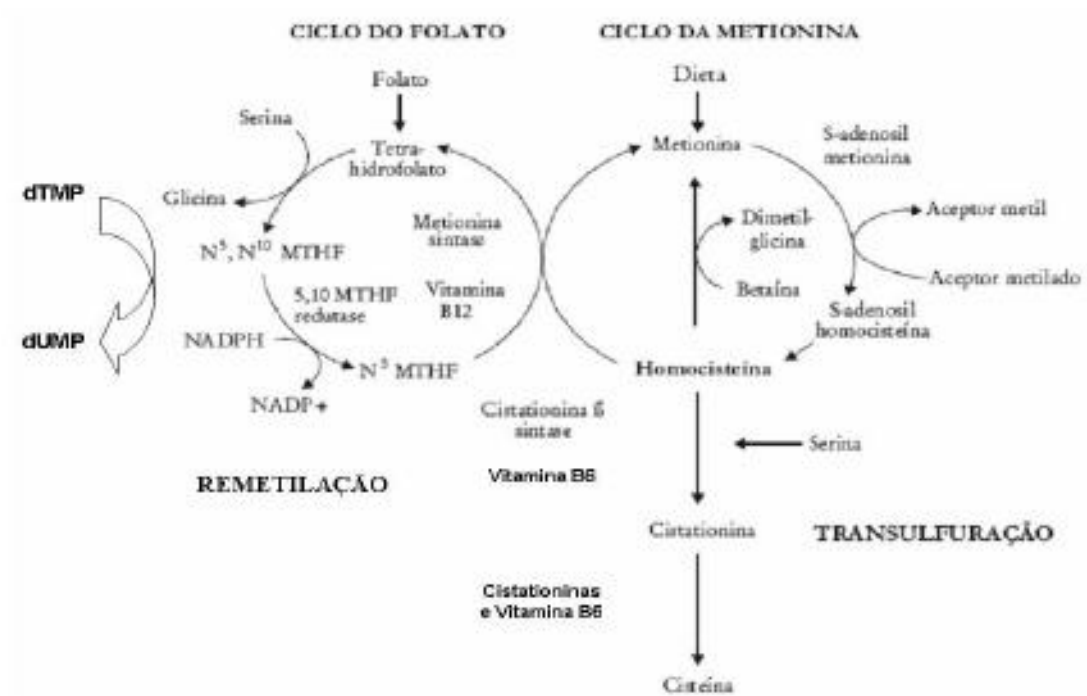 CICLO DO FOLATO
CICLO DA METIONINA
Folato
Dieta
Serina
Tetra-
hidrofolato
Metionina
S-adenosil
metionina
dTMP
Glicina
Metionina
sintase
Dimetil-
glicina
Aceptor metil
N⁵, N¹⁰ MTHF
5,10 MTHF
redutase
Vitamina
B12
Betaína
Aceptor metilado
dUMP
NADPH
S-adenosil
homocisteína
N⁵ MTHF
Homocisteína
NADP+
Cistationina ß
sintase
Serina
REMETILAÇÃO
Vitamina B6
Cistationina
TRANSULFURAÇÃO
Cistationinas
e Vitamina B6
Cisteína